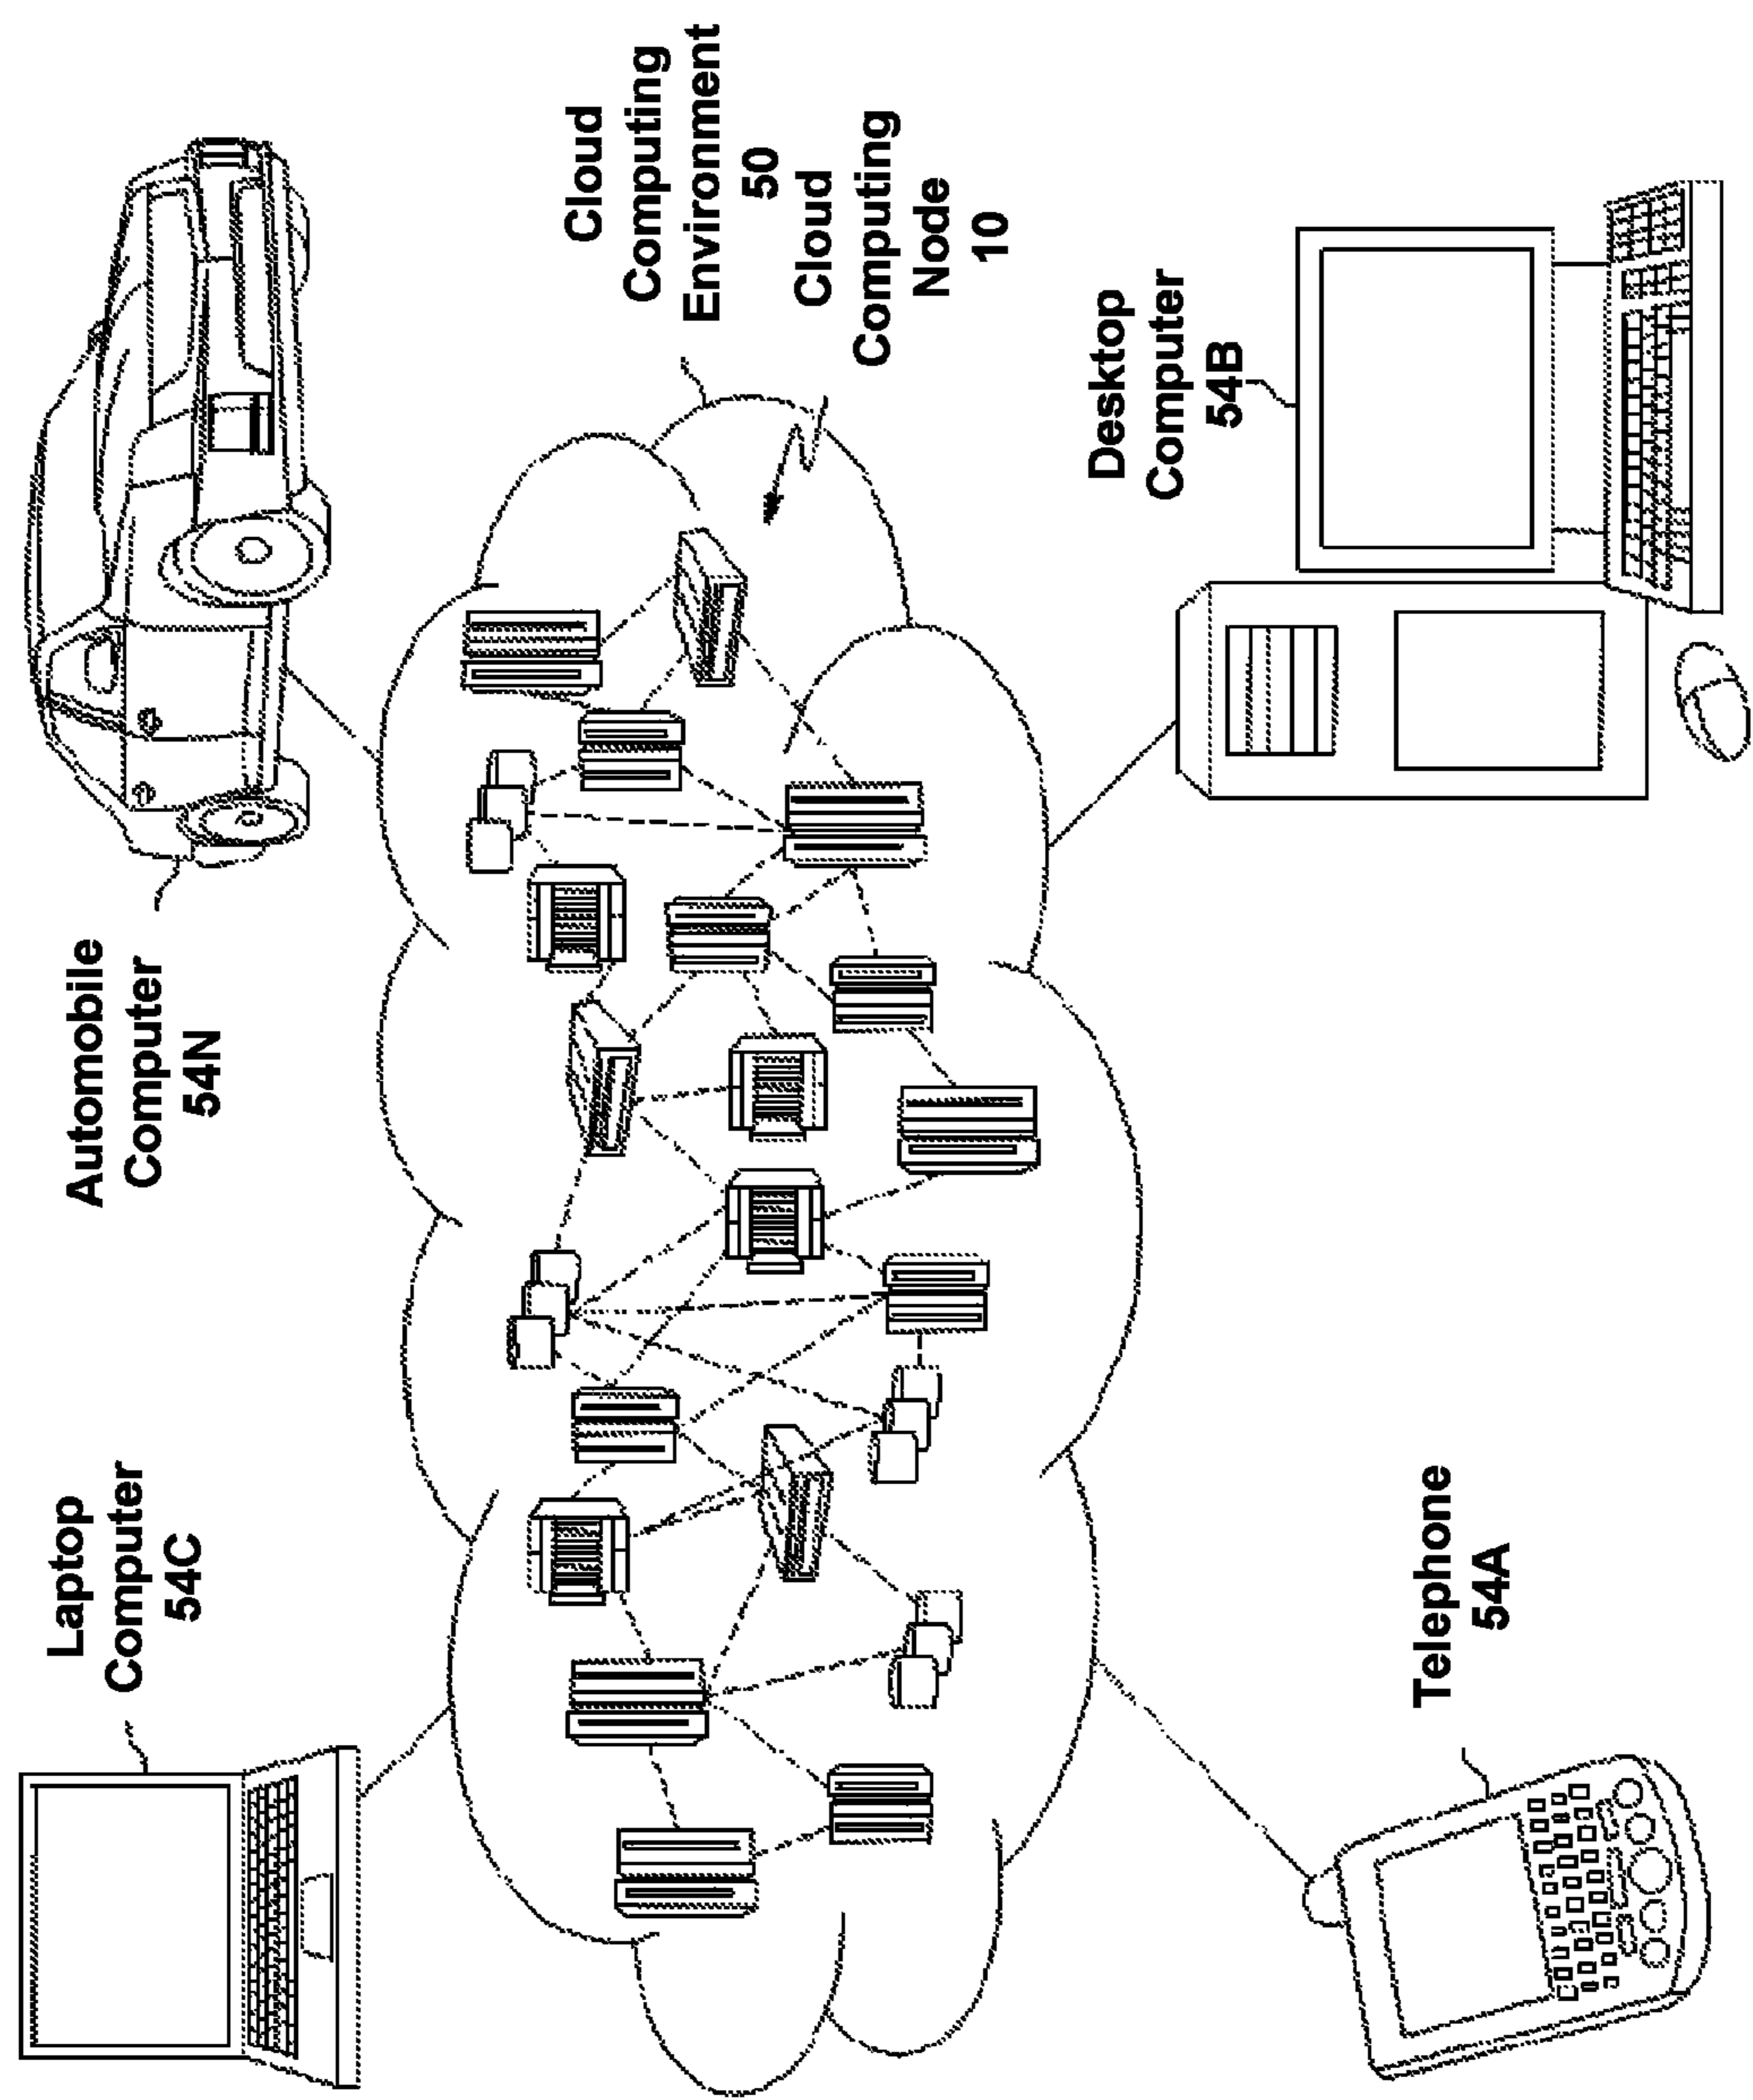 Laptop
Computer
54C
Automobile
Computer
54N
Cloud
Computing
Environment
50
Cloud
Computing
Node
10
Telephone
54A
Desktop
Computer
54B